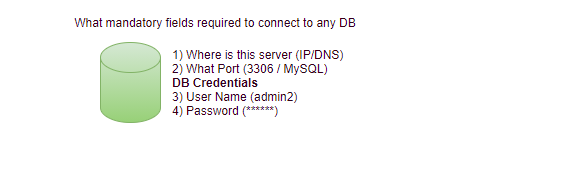 What mandatory fields required to connect to any DB
1) Where is this server (IP/DNS)
2) What Port (3306 / MySQL)
DB Credentials
3) User Name (admin2)
4) Password (******)